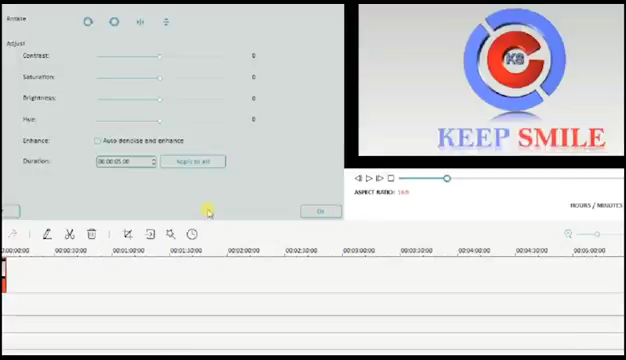 Rotate
Adjust
Contrast: 0
Saturation: 0
Brightness: 0
Hue: 0
Enhance: Auto denoise and enhance
Duration: 00:00:05.00 Apply to all
Ok
KS
KEEP SMILE
ASPECT RATIO: 16:9
HOURS / MINUTES
0:00:00:00 00:00:30:00 00:01:00:00 00:01:30:00 00:02:00:00 00:02:30:00 00:03:00:00 00:03:30:00 00:04:00:00 00:04:30:00 00:05:00:00